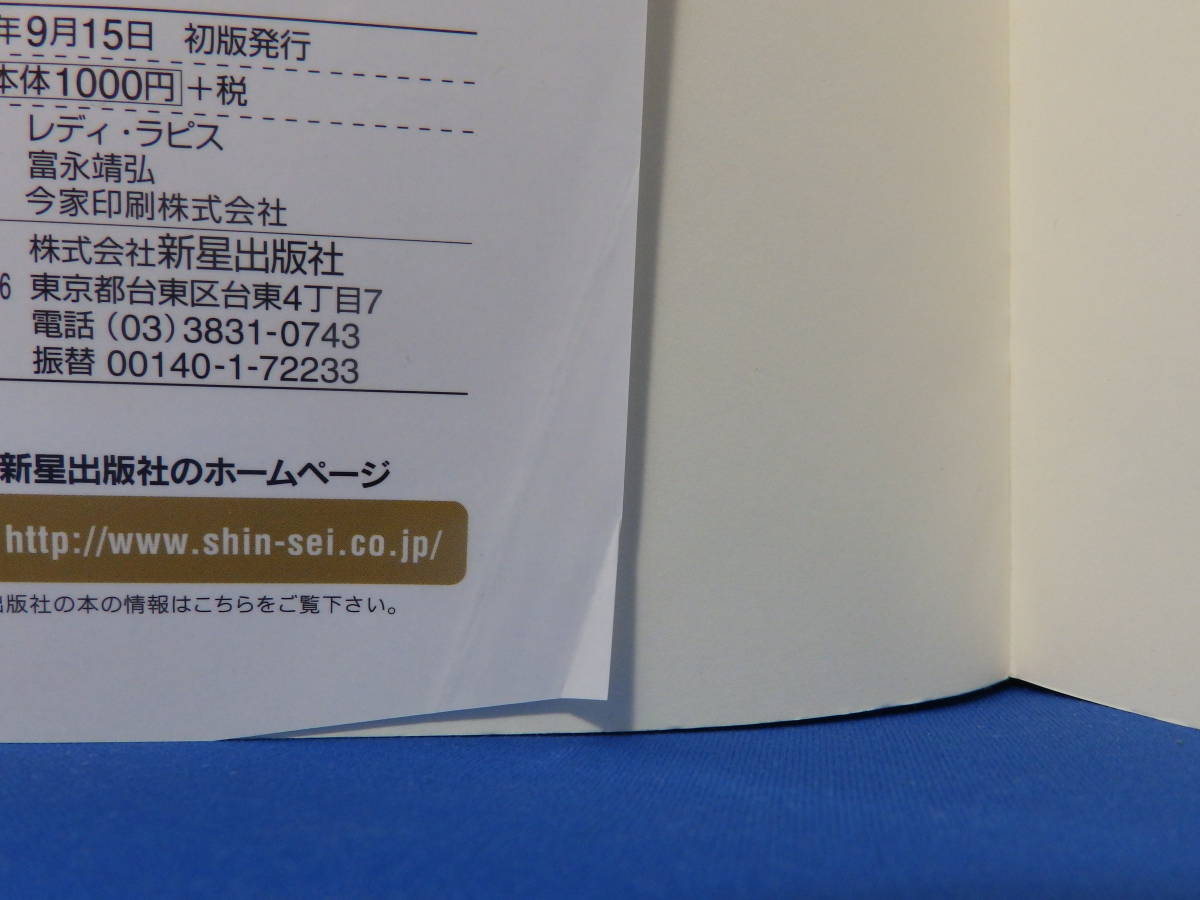 年9月15日 初版発行
本体1000円+税
レディ・ラピス
富永靖弘
今家印刷株式会社
株式会社新星出版社
6 東京都台東区台東4丁目7
電話(03)3831-0743
振替 00140-1-72233
新星出版社のホームページ
http://www.shin-sei.co.jp/
出版社の本の情報はこちらをご覧下さい。